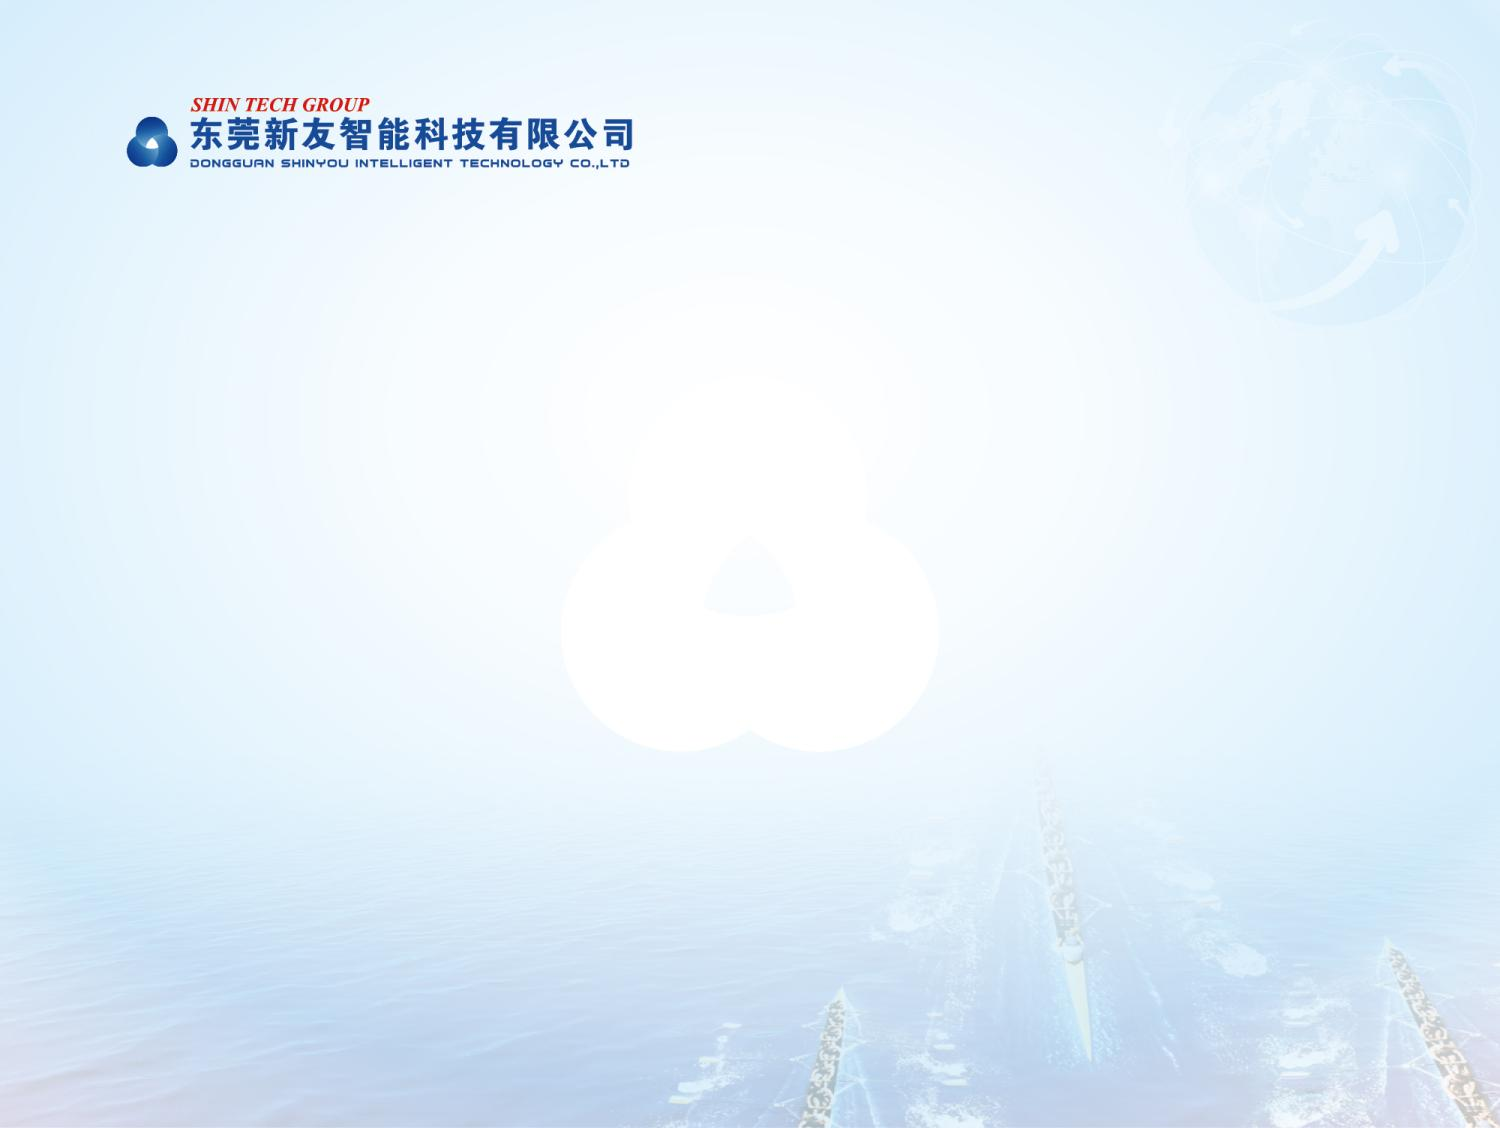 SHIN TECH GROUP
东莞新友智能科技有限公司
DONGGUAN SHINYOU INTELLIGENT TECHNOLOGY CO.,LTD